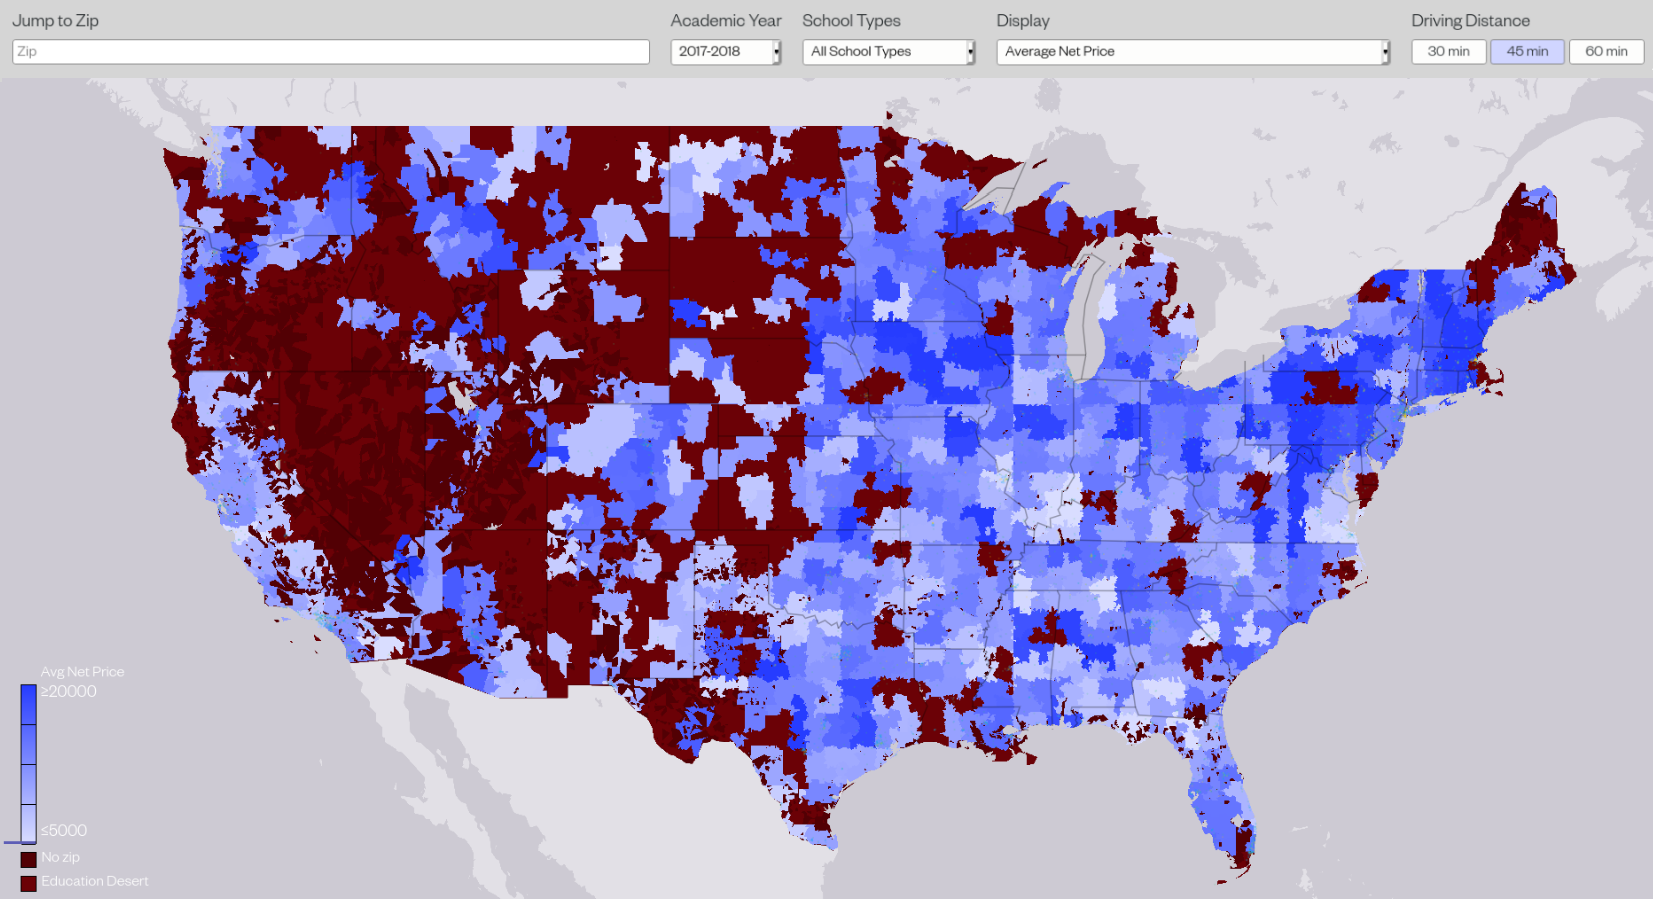 Jump to Zip
Academic Year
School Types
Display
Driving Distance
Zip
2017-2018
All School Types
Average Net Price
30 min
45 min
60 min
Avg Net Price
≥20000
≤5000
No zip
Education Desert